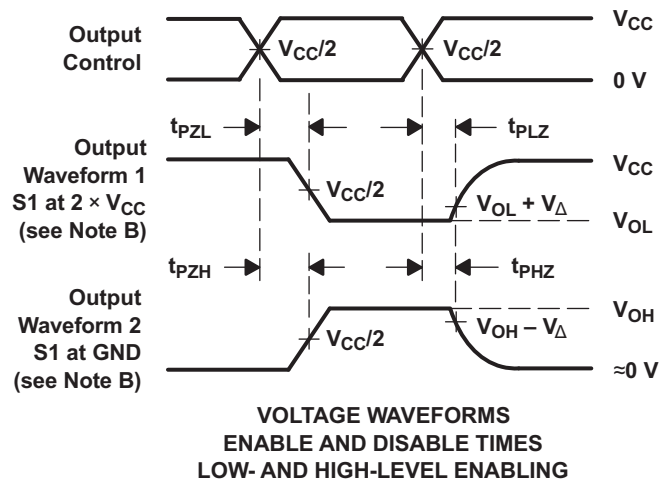 Output
Control
V_CC/2
V_CC/2
V_CC
0 V
t_PZL
t_PLZ
Output
Waveform 1
S1 at 2 × V_CC
(see Note B)
V_CC/2
V_CC
V_OL + V_Δ
V_OL
t_PZH
t_PHZ
Output
Waveform 2
S1 at GND
(see Note B)
V_CC/2
V_OH
V_OH – V_Δ
≈0 V
VOLTAGE WAVEFORMS
ENABLE AND DISABLE TIMES
LOW- AND HIGH-LEVEL ENABLING